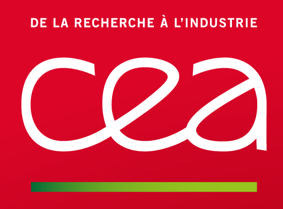 DE LA RECHERCHE À L'INDUSTRIE
cea